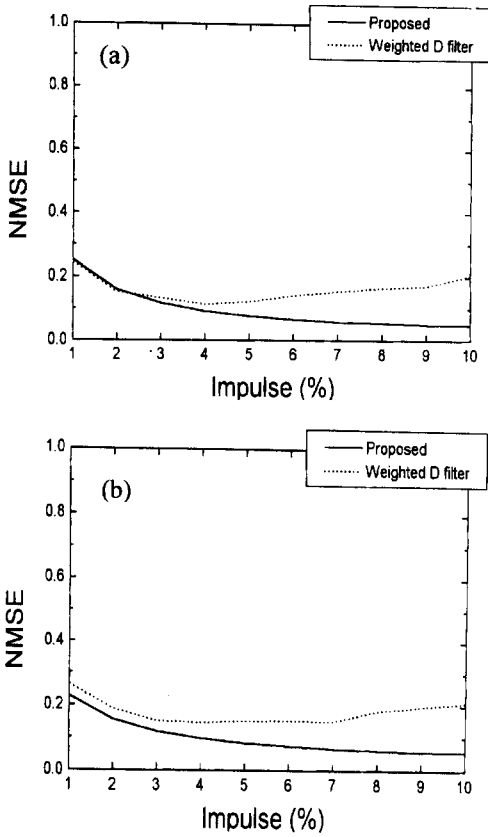 Proposed
Weighted D filter
(a)
1.0
0.8
0.6
0.4
0.2
0.0
NMSE
1 2 3 4 5 6 7 8 9 10
Impulse (%)
Proposed
Weighted D filter
(b)
1.0
0.8
0.6
0.4
0.2
0.0
NMSE
1 2 3 4 5 6 7 8 9 10
Impulse (%)